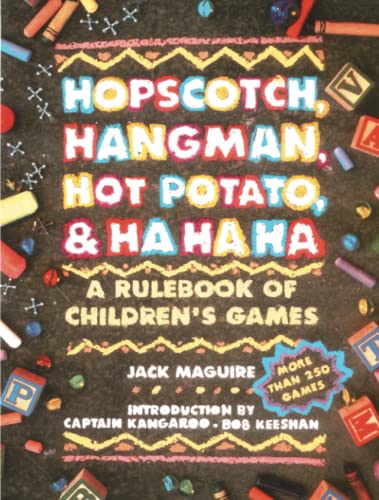 HOPSCOTCH,
HANGMAN,
HOT POTATO,
& HA HA HA
A RULEBOOK OF
CHILDREN'S GAMES
JACK MAGUIRE
MORE
THAN 250
GAMES
INTRODUCTION BY
CAPTAIN KANGAROO - BOB KEESHAN
V
A
P
T